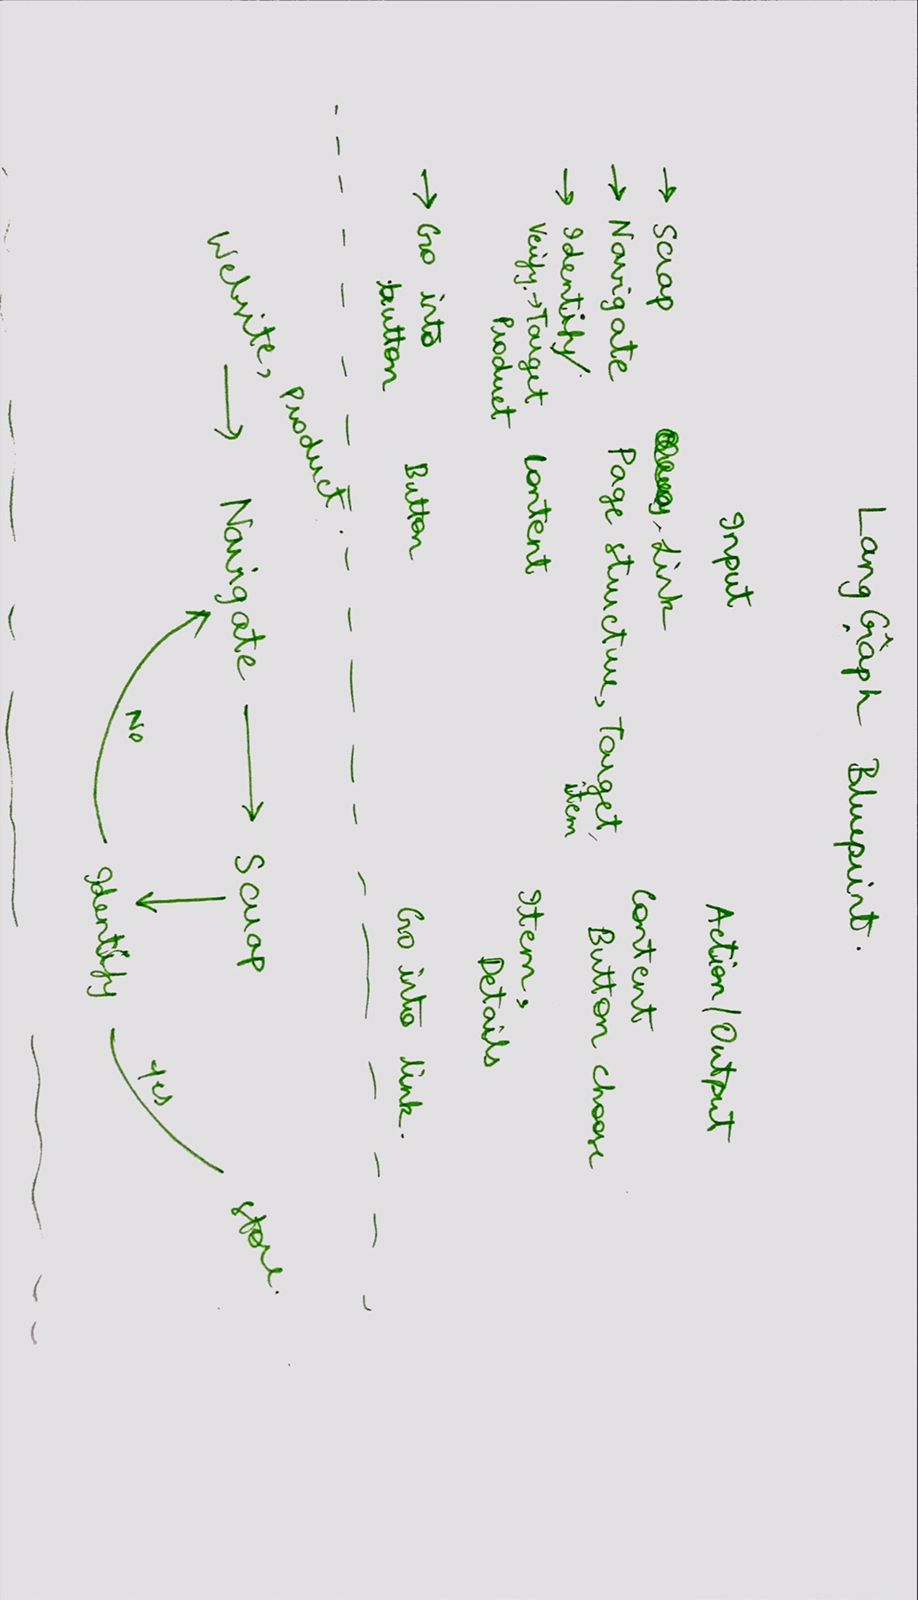 LangGraph Blueprint.
Input Action/Output
→ Scrap Link Content
→ Navigate Page structure, Target item Button choose
→ Identify/ Verify → Target Product Content Item, Details
→ Go into button Button Go into link.
Website, Product. → Navigate → Scrap
No Identify Yes Store.